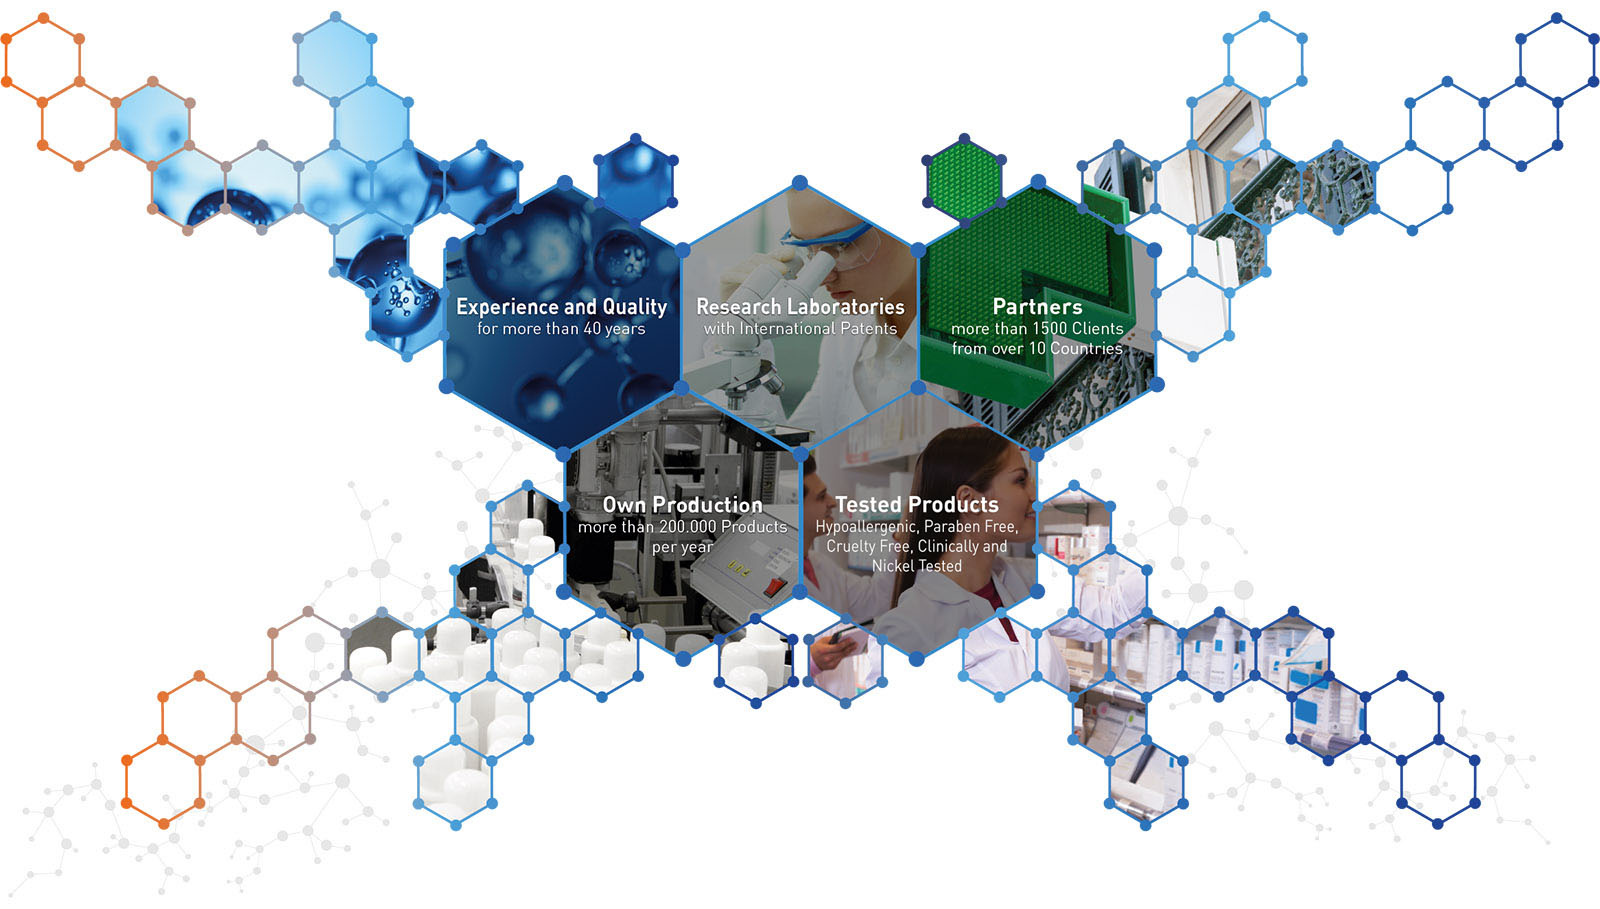 Experience and Quality
for more than 40 years
Research Laboratories
with International Patents
Partners
more than 1500 Clients
from over 10 Countries
Own Production
more than 200.000 Products
per year
Tested Products
Hypoallergenic, Paraben Free,
Cruelty Free, Clinically and
Nickel Tested